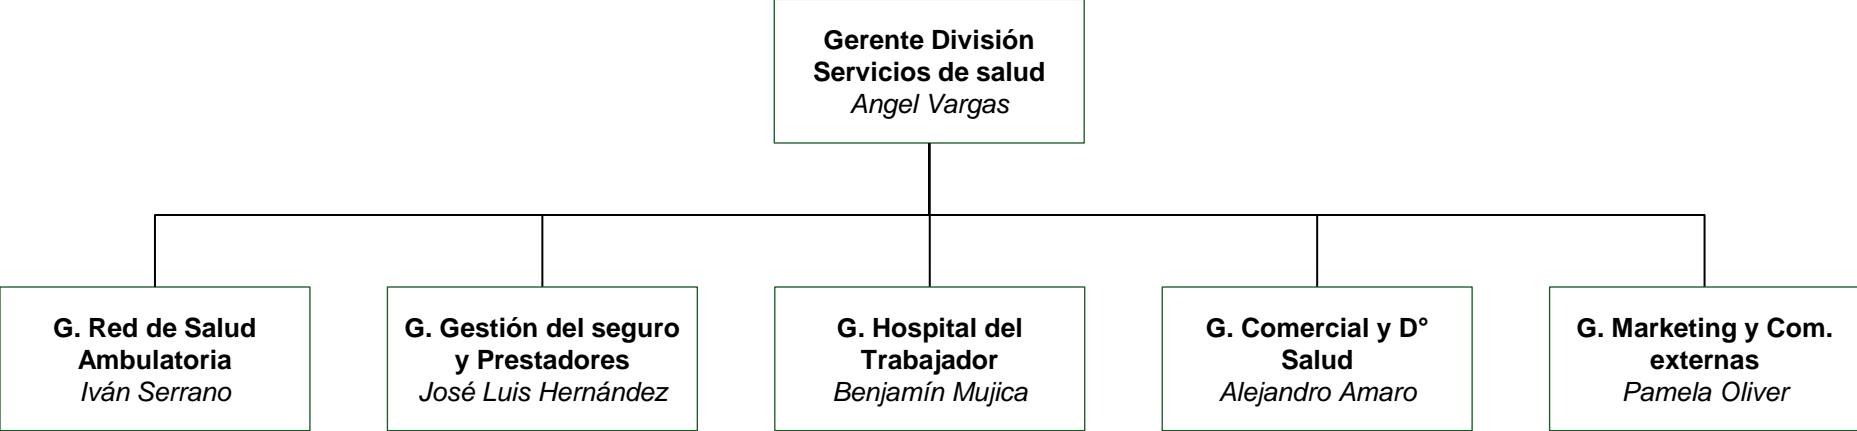 Gerente División
Servicios de salud
Angel Vargas
G. Red de Salud
Ambulatoria
Iván Serrano
G. Gestión del seguro
y Prestadores
José Luis Hernández
G. Hospital del
Trabajador
Benjamín Mujica
G. Comercial y D°
Salud
Alejandro Amaro
G. Marketing y Com.
externas
Pamela Oliver